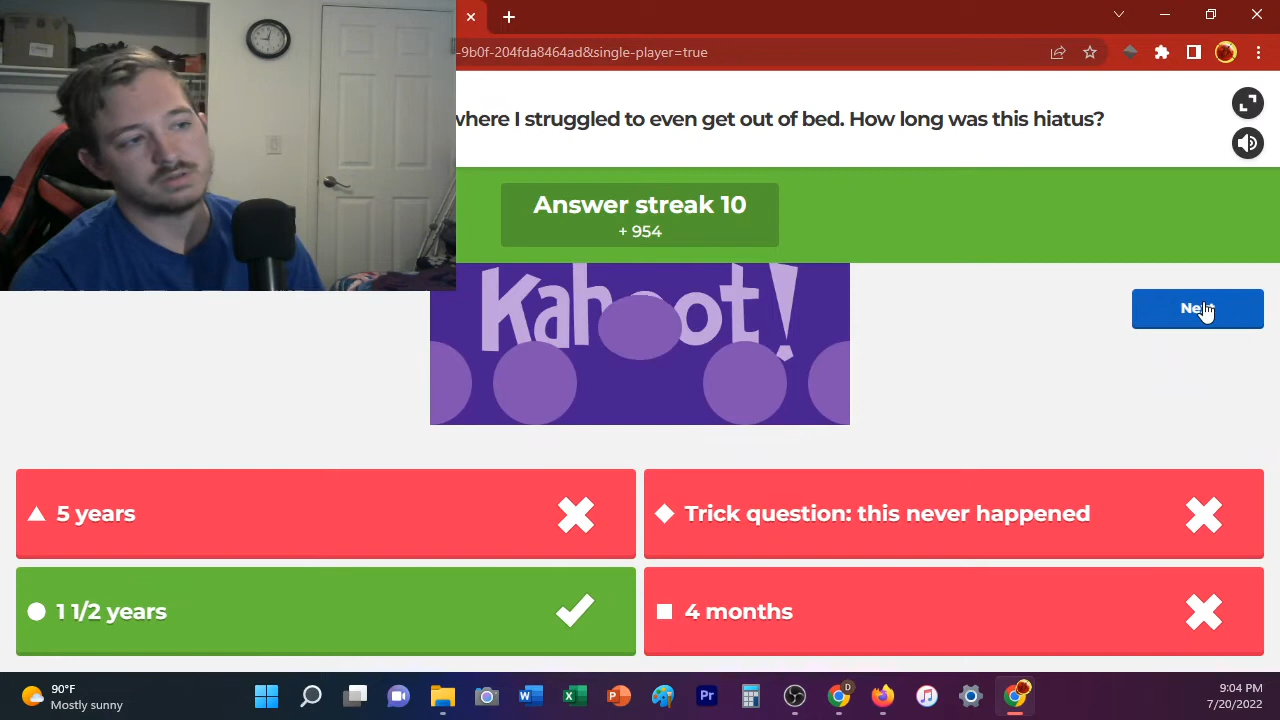 -9b0f-204fda8464ad&single-player=true
where I struggled to even get out of bed. How long was this hiatus?
Answer streak 10
+ 954
Kahoot!
Next
5 years
Trick question: this never happened
1 1/2 years
4 months
90°F
Mostly sunny
W
X
P
Pr
D
9:04 PM
7/20/2022